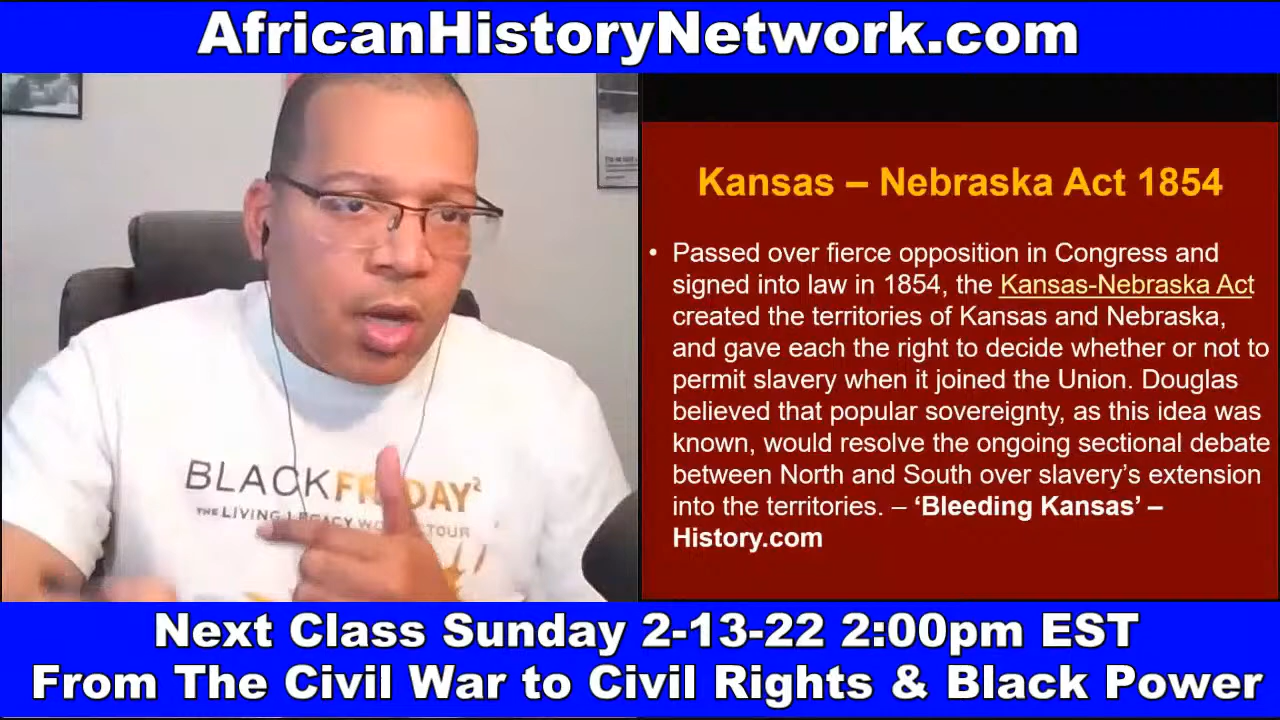 AfricanHistoryNetwork.com
BLACK FR DAY²
THE LIVING LEGACY TOUR
Kansas – Nebraska Act 1854
• Passed over fierce opposition in Congress and
signed into law in 1854, the Kansas-Nebraska Act
created the territories of Kansas and Nebraska,
and gave each the right to decide whether or not to
permit slavery when it joined the Union. Douglas
believed that popular sovereignty, as this idea was
known, would resolve the ongoing sectional debate
between North and South over slavery’s extension
into the territories. – ‘Bleeding Kansas’ –
History.com
Next Class Sunday 2-13-22 2:00pm EST
From The Civil War to Civil Rights & Black Power